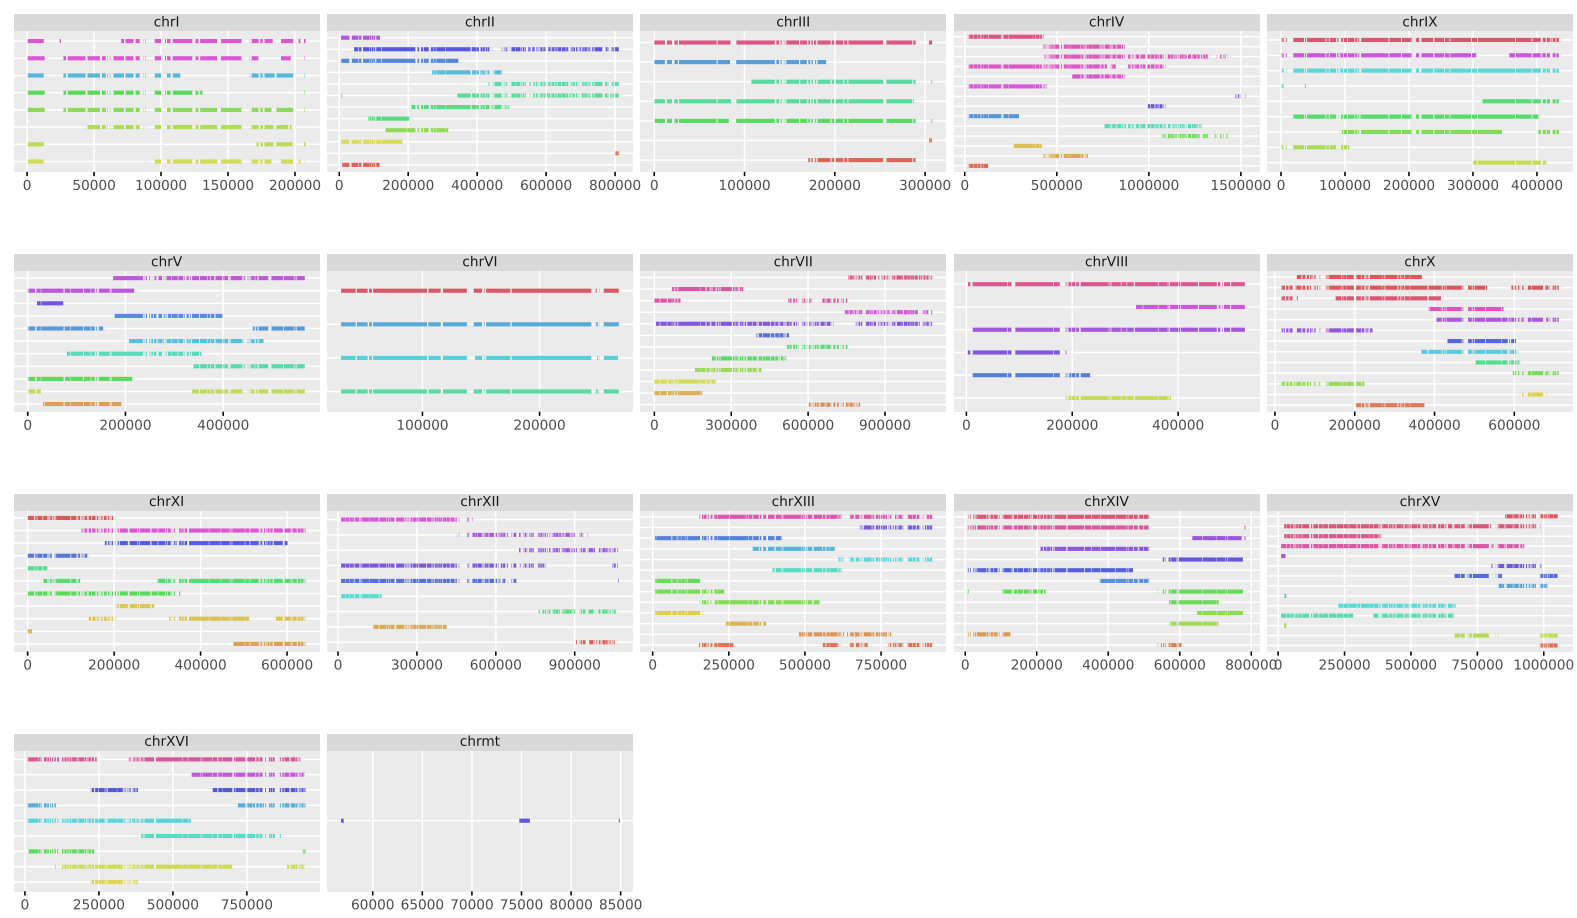 chrI chrII chrIII chrIV chrIX
0 50000 100000 150000 200000 0 200000 400000 600000 800000 0 100000 200000 300000 0 500000 1000000 1500000 0 100000 200000 300000 400000
chrV chrVI chrVII chrVIII chrX
0 200000 400000 100000 200000 0 300000 600000 900000 0 200000 400000 0 200000 400000 600000
chrXI chrXII chrXIII chrXIV chrXV
0 200000 400000 600000 0 300000 600000 900000 0 250000 500000 750000 0 200000 400000 600000 800000 0 250000 500000 750000 1000000
chrXVI chrmt
0 250000 500000 750000 60000 65000 70000 75000 80000 85000